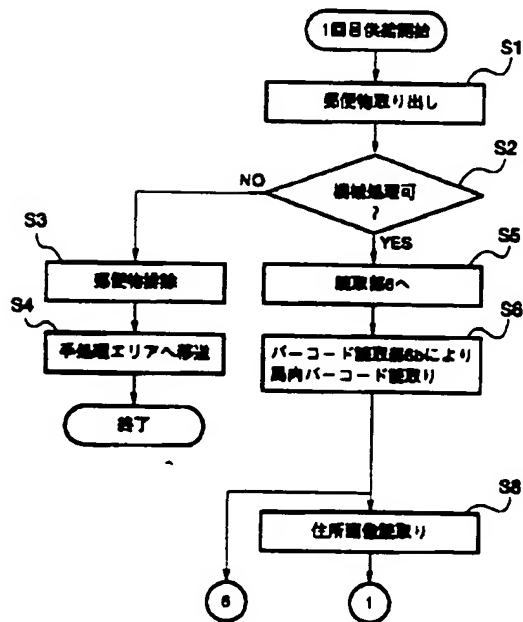 1回目供給開始
S1
郵便物取り出し
S2
機械処理可
?
NO
YES
S3
郵便物排除
S5
読取部6へ
S4
手処理エリアへ移送
S6
バーコード読取部6bにより
局内バーコード読取り
終了
S8
住所画像読取り
6
1